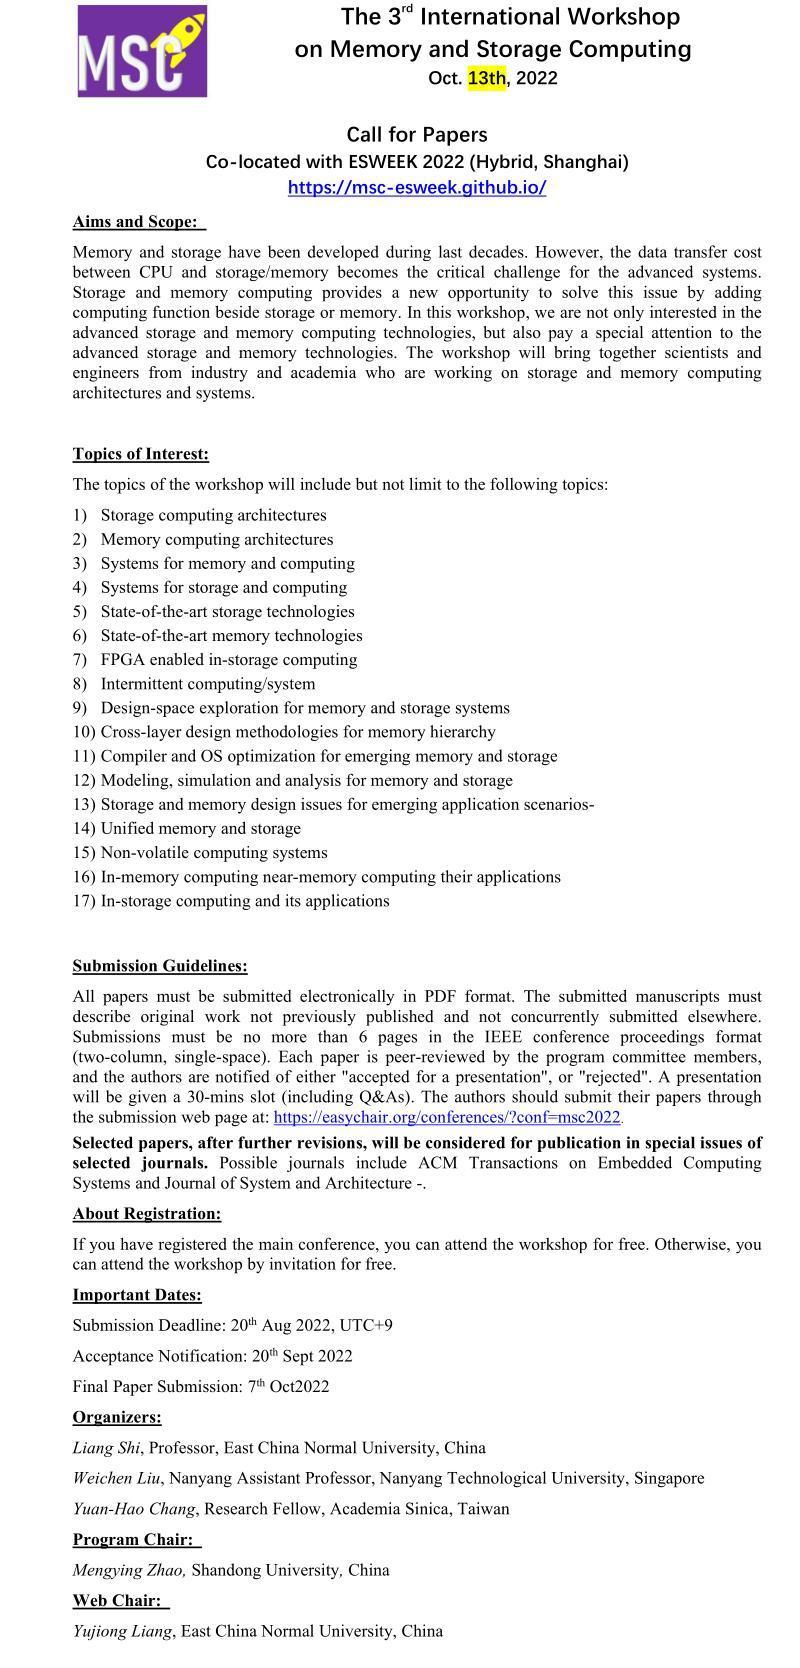 MSC
The 3rd International Workshop
on Memory and Storage Computing
Oct. 13th, 2022
Call for Papers
Co-located with ESWEEK 2022 (Hybrid, Shanghai)
https://msc-esweek.github.io/
Aims and Scope:
Memory and storage have been developed during last decades. However, the data transfer cost
between CPU and storage/memory becomes the critical challenge for the advanced systems.
Storage and memory computing provides a new opportunity to solve this issue by adding
computing function beside storage or memory. In this workshop, we are not only interested in the
advanced storage and memory computing technologies, but also pay a special attention to the
advanced storage and memory technologies. The workshop will bring together scientists and
engineers from industry and academia who are working on storage and memory computing
architectures and systems.
Topics of Interest:
The topics of the workshop will include but not limit to the following topics:
1) Storage computing architectures
2) Memory computing architectures
3) Systems for memory and computing
4) Systems for storage and computing
5) State-of-the-art storage technologies
6) State-of-the-art memory technologies
7) FPGA enabled in-storage computing
8) Intermittent computing/system
9) Design-space exploration for memory and storage systems
10) Cross-layer design methodologies for memory hierarchy
11) Compiler and OS optimization for emerging memory and storage
12) Modeling, simulation and analysis for memory and storage
13) Storage and memory design issues for emerging application scenarios-
14) Unified memory and storage
15) Non-volatile computing systems
16) In-memory computing near-memory computing their applications
17) In-storage computing and its applications
Submission Guidelines:
All papers must be submitted electronically in PDF format. The submitted manuscripts must
describe original work not previously published and not concurrently submitted elsewhere.
Submissions must be no more than 6 pages in the IEEE conference proceedings format
(two-column, single-space). Each paper is peer-reviewed by the program committee members,
and the authors are notified of either "accepted for a presentation", or "rejected". A presentation
will be given a 30-mins slot (including Q&As). The authors should submit their papers through
the submission web page at: https://easychair.org/conferences/?conf=msc2022.
Selected papers, after further revisions, will be considered for publication in special issues of
selected journals. Possible journals include ACM Transactions on Embedded Computing
Systems and Journal of System and Architecture -.
About Registration:
If you have registered the main conference, you can attend the workshop for free. Otherwise, you
can attend the workshop by invitation for free.
Important Dates:
Submission Deadline: 20th Aug 2022, UTC+9
Acceptance Notification: 20th Sept 2022
Final Paper Submission: 7th Oct2022
Organizers:
Liang Shi, Professor, East China Normal University, China
Weichen Liu, Nanyang Assistant Professor, Nanyang Technological University, Singapore
Yuan-Hao Chang, Research Fellow, Academia Sinica, Taiwan
Program Chair:
Mengying Zhao, Shandong University, China
Web Chair:
Yujiong Liang, East China Normal University, China